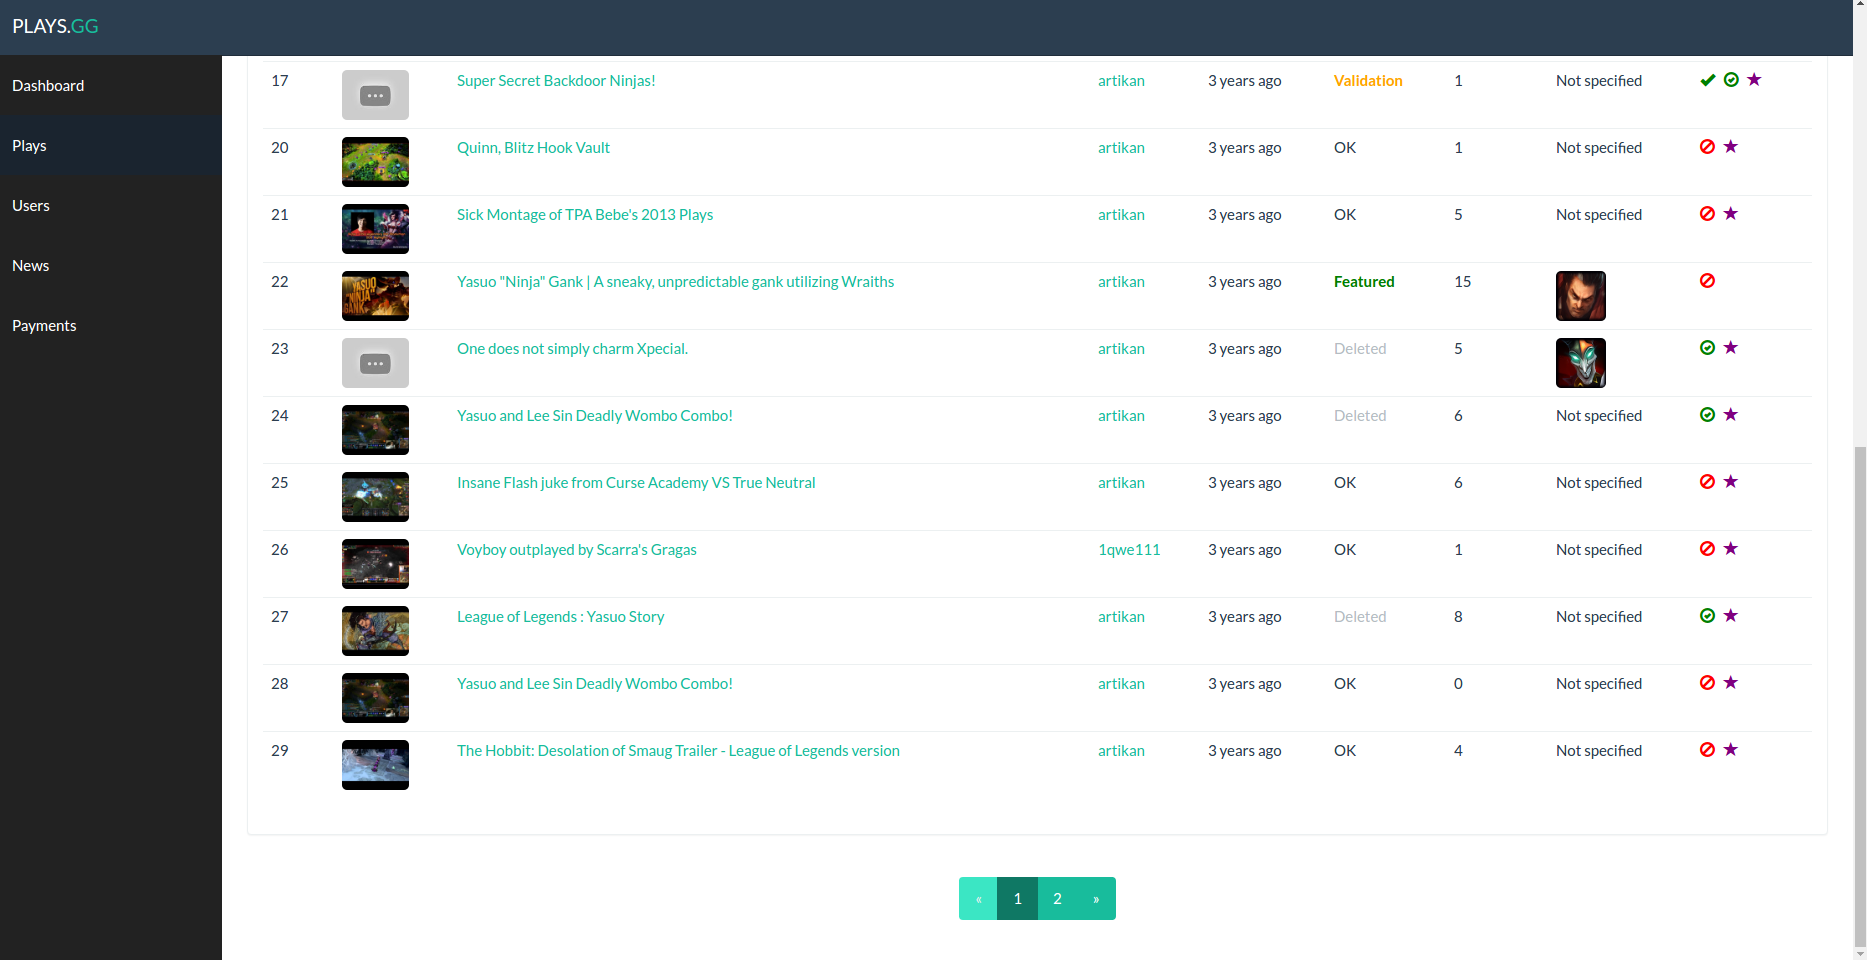 PLAYS.GG
Dashboard
Plays
Users
News
Payments
17 Super Secret Backdoor Ninjas! artikan 3 years ago Validation 1 Not specified
20 Quinn, Blitz Hook Vault artikan 3 years ago OK 1 Not specified
21 Sick Montage of TPA Bebe's 2013 Plays artikan 3 years ago OK 5 Not specified
22 YASUO "NINJA" GANK Yasuo "Ninja" Gank | A sneaky, unpredictable gank utilizing Wraiths artikan 3 years ago Featured 15
23 One does not simply charm Xpecial. artikan 3 years ago Deleted 5
24 Yasuo and Lee Sin Deadly Wombo Combo! artikan 3 years ago Deleted 6 Not specified
25 Insane Flash juke from Curse Academy VS True Neutral artikan 3 years ago OK 6 Not specified
26 Voyboy outplayed by Scarra's Gragas 1qwe111 3 years ago OK 1 Not specified
27 League of Legends : Yasuo Story artikan 3 years ago Deleted 8 Not specified
28 Yasuo and Lee Sin Deadly Wombo Combo! artikan 3 years ago OK 0 Not specified
29 The Hobbit: Desolation of Smaug Trailer - League of Legends version artikan 3 years ago OK 4 Not specified
« 1 2 »